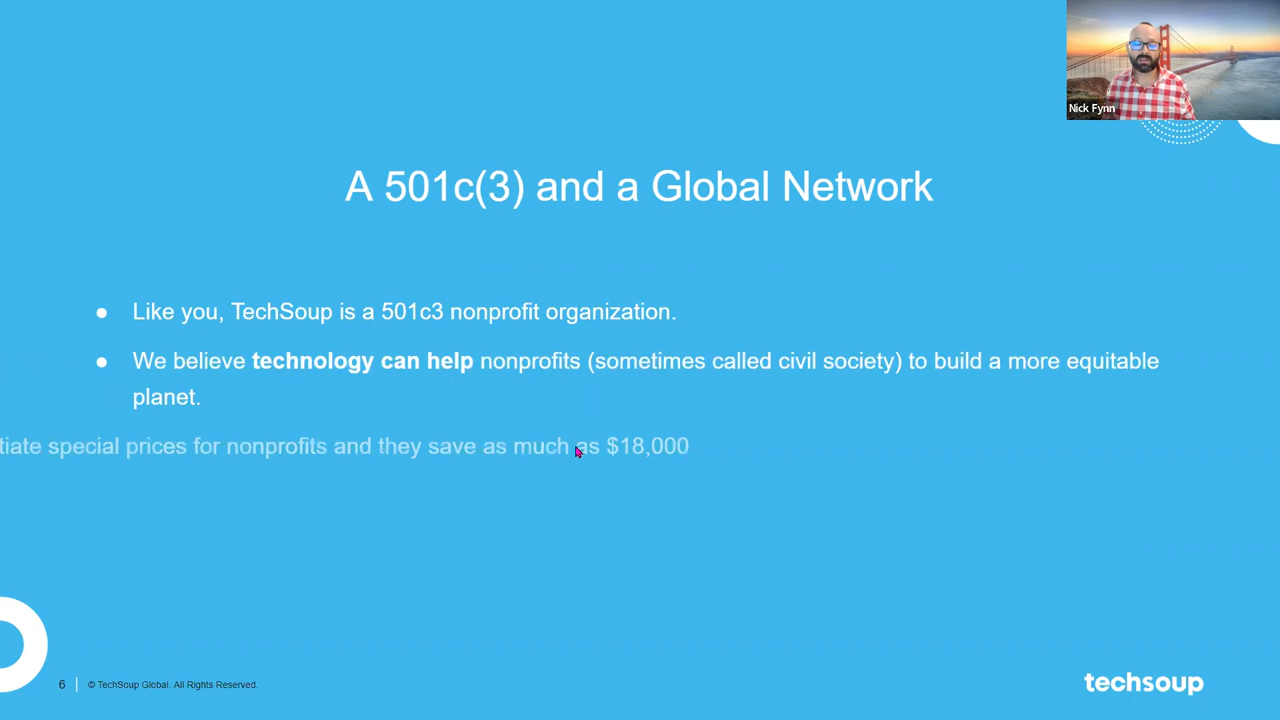 Nick Fynn
A 501c(3) and a Global Network
● Like you, TechSoup is a 501c3 nonprofit organization.
● We believe technology can help nonprofits (sometimes called civil society) to build a more equitable
planet.
tiate special prices for nonprofits and they save as much as $18,000
6 © TechSoup Global. All Rights Reserved.
techsoup